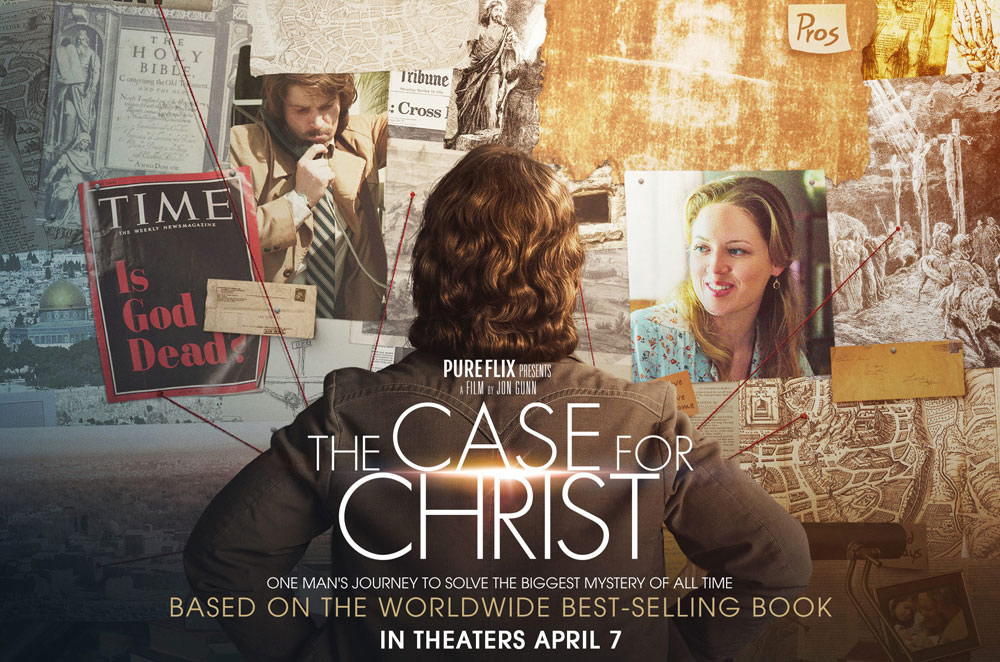 THE
HOLY
BIBLE,
Tribune
: Cross
Pros
TIME
THE WEEKLY NEWSMAGAZINE
Is
God
Dead?
PUREFLIX PRESENTS
A FILM BY JON GUNN
THE CASE FOR
CHRIST
ONE MAN'S JOURNEY TO SOLVE THE BIGGEST MYSTERY OF ALL TIME
BASED ON THE WORLDWIDE BEST-SELLING BOOK
IN THEATERS APRIL 7